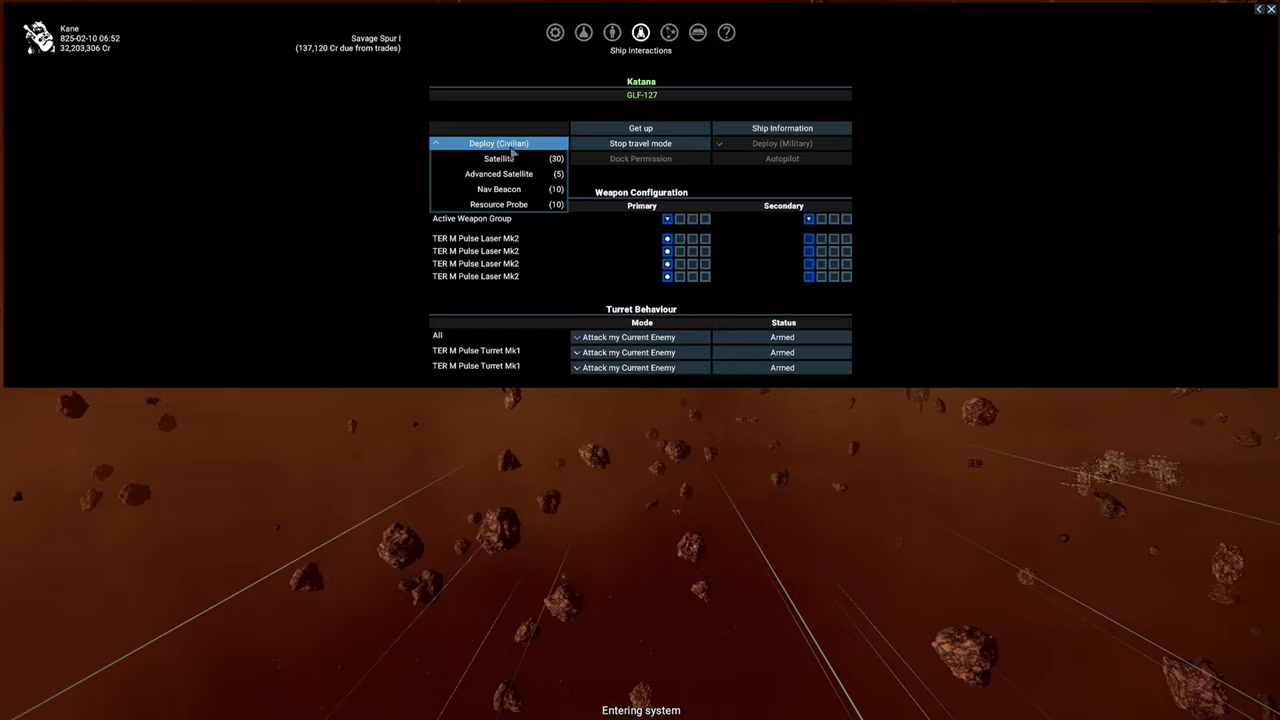 Kane
825-02-10 06:52
32,203,306 Cr
Savage Spur I
(137,120 Cr due from trades)
Ship Interactions
Katana
GLF-127
Get up
Ship Information
Deploy (Civilian)
Stop travel mode
Deploy (Military)
Satellite (30)
Dock Permission
Autopilot
Advanced Satellite (5)
Nav Beacon (10)
Resource Probe (10)
Weapon Configuration
Primary
Secondary
Active Weapon Group
TER M Pulse Laser Mk2
TER M Pulse Laser Mk2
TER M Pulse Laser Mk2
TER M Pulse Laser Mk2
Turret Behaviour
Mode
Status
All
Attack my Current Enemy
Armed
TER M Pulse Turret Mk1
Attack my Current Enemy
Armed
TER M Pulse Turret Mk1
Attack my Current Enemy
Armed
Entering system